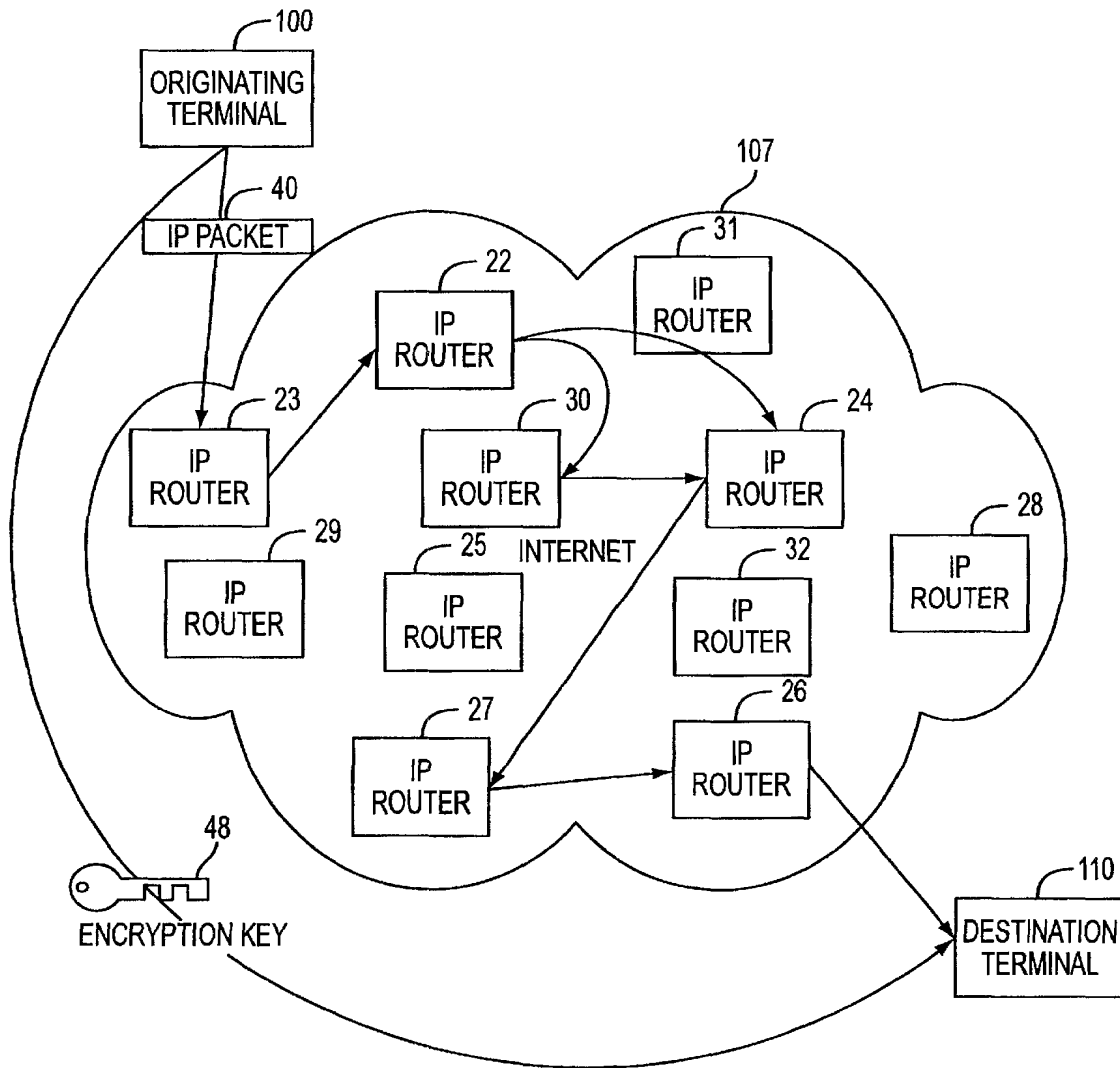 100
ORIGINATING
TERMINAL
40
IP PACKET
107
31
IP
ROUTER
22
IP
ROUTER
23
IP
ROUTER
30
IP
ROUTER
24
IP
ROUTER
29
IP
ROUTER
25
INTERNET
IP
ROUTER
32
IP
ROUTER
28
IP
ROUTER
27
IP
ROUTER
26
IP
ROUTER
48
ENCRYPTION KEY
110
DESTINATION
TERMINAL